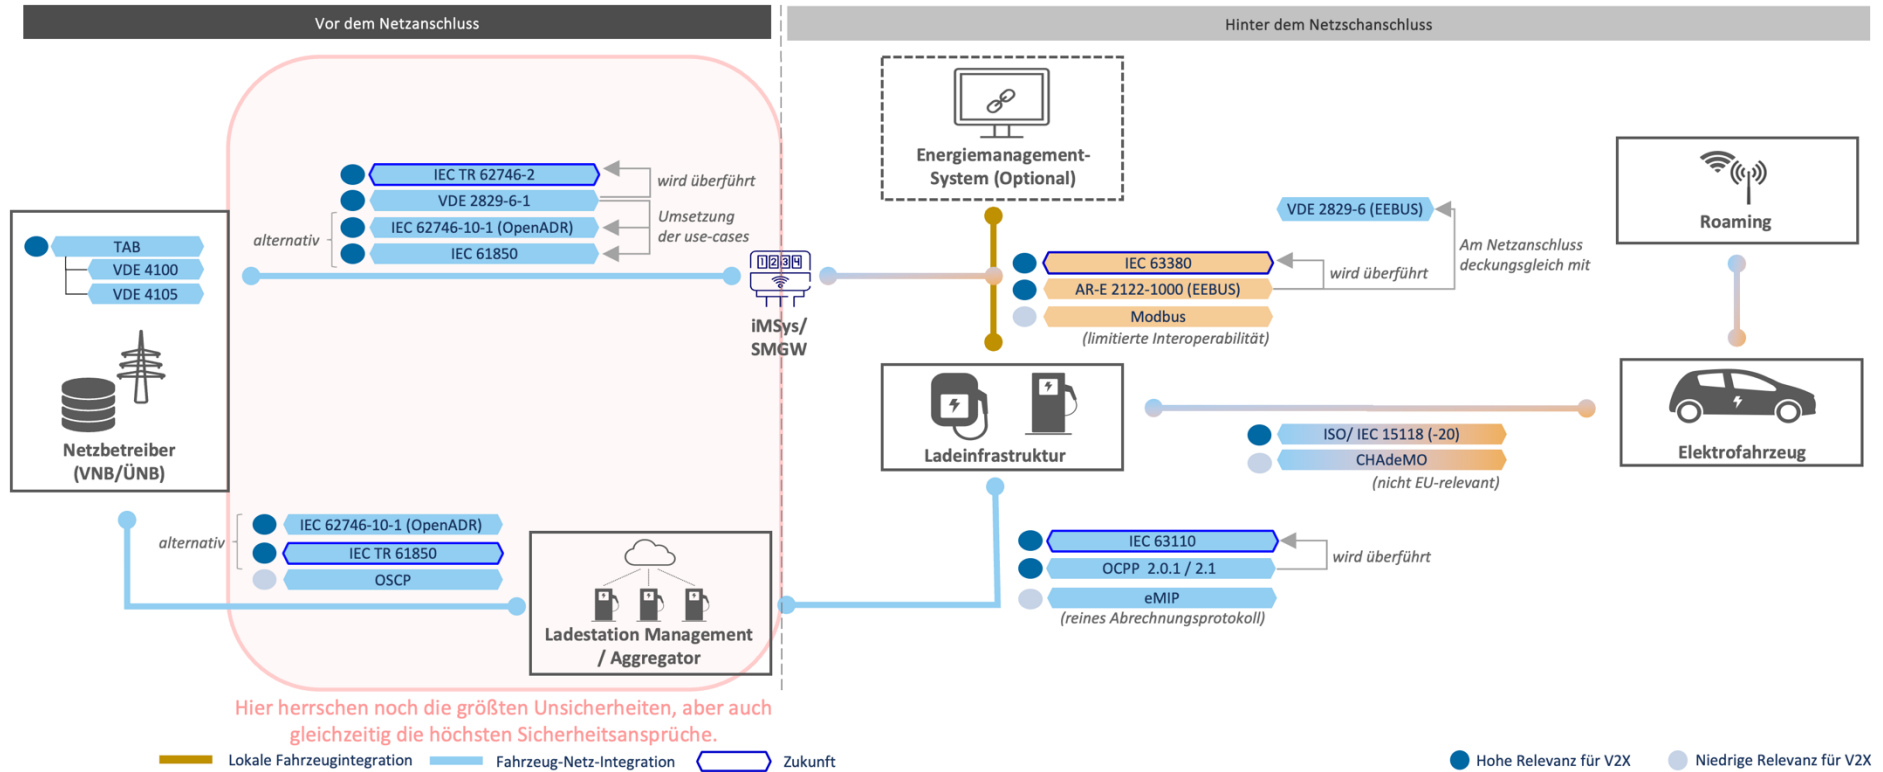 Vor dem Netzanschluss
Hinter dem Netzschanschluss
IEC TR 62746-2
VDE 2829-6-1
IEC 62746-10-1 (OpenADR)
IEC 61850
alternativ
wird überführt
Umsetzung
der use-cases
TAB
VDE 4100
VDE 4105
Netzbetreiber
(VNB/ÜNB)
1234
iMSys/
SMGW
Energiemanagement-
System (Optional)
VDE 2829-6 (EEBUS)
Am Netzanschluss
deckungsgleich mit
IEC 63380
AR-E 2122-1000 (EEBUS)
Modbus
(limitierte Interoperabilität)
wird überführt
Roaming
Ladeinfrastruktur
ISO/ IEC 15118 (-20)
CHAdeMO
(nicht EU-relevant)
Elektrofahrzeug
alternativ
IEC 62746-10-1 (OpenADR)
IEC TR 61850
OSCP
Ladestation Management
/ Aggregator
IEC 63110
OCPP 2.0.1 / 2.1
eMIP
(reines Abrechnungsprotokoll)
wird überführt
Hier herrschen noch die größten Unsicherheiten, aber auch
gleichzeitig die höchsten Sicherheitsansprüche.
Lokale Fahrzeugintegration
Fahrzeug-Netz-Integration
Zukunft
Hohe Relevanz für V2X
Niedrige Relevanz für V2X